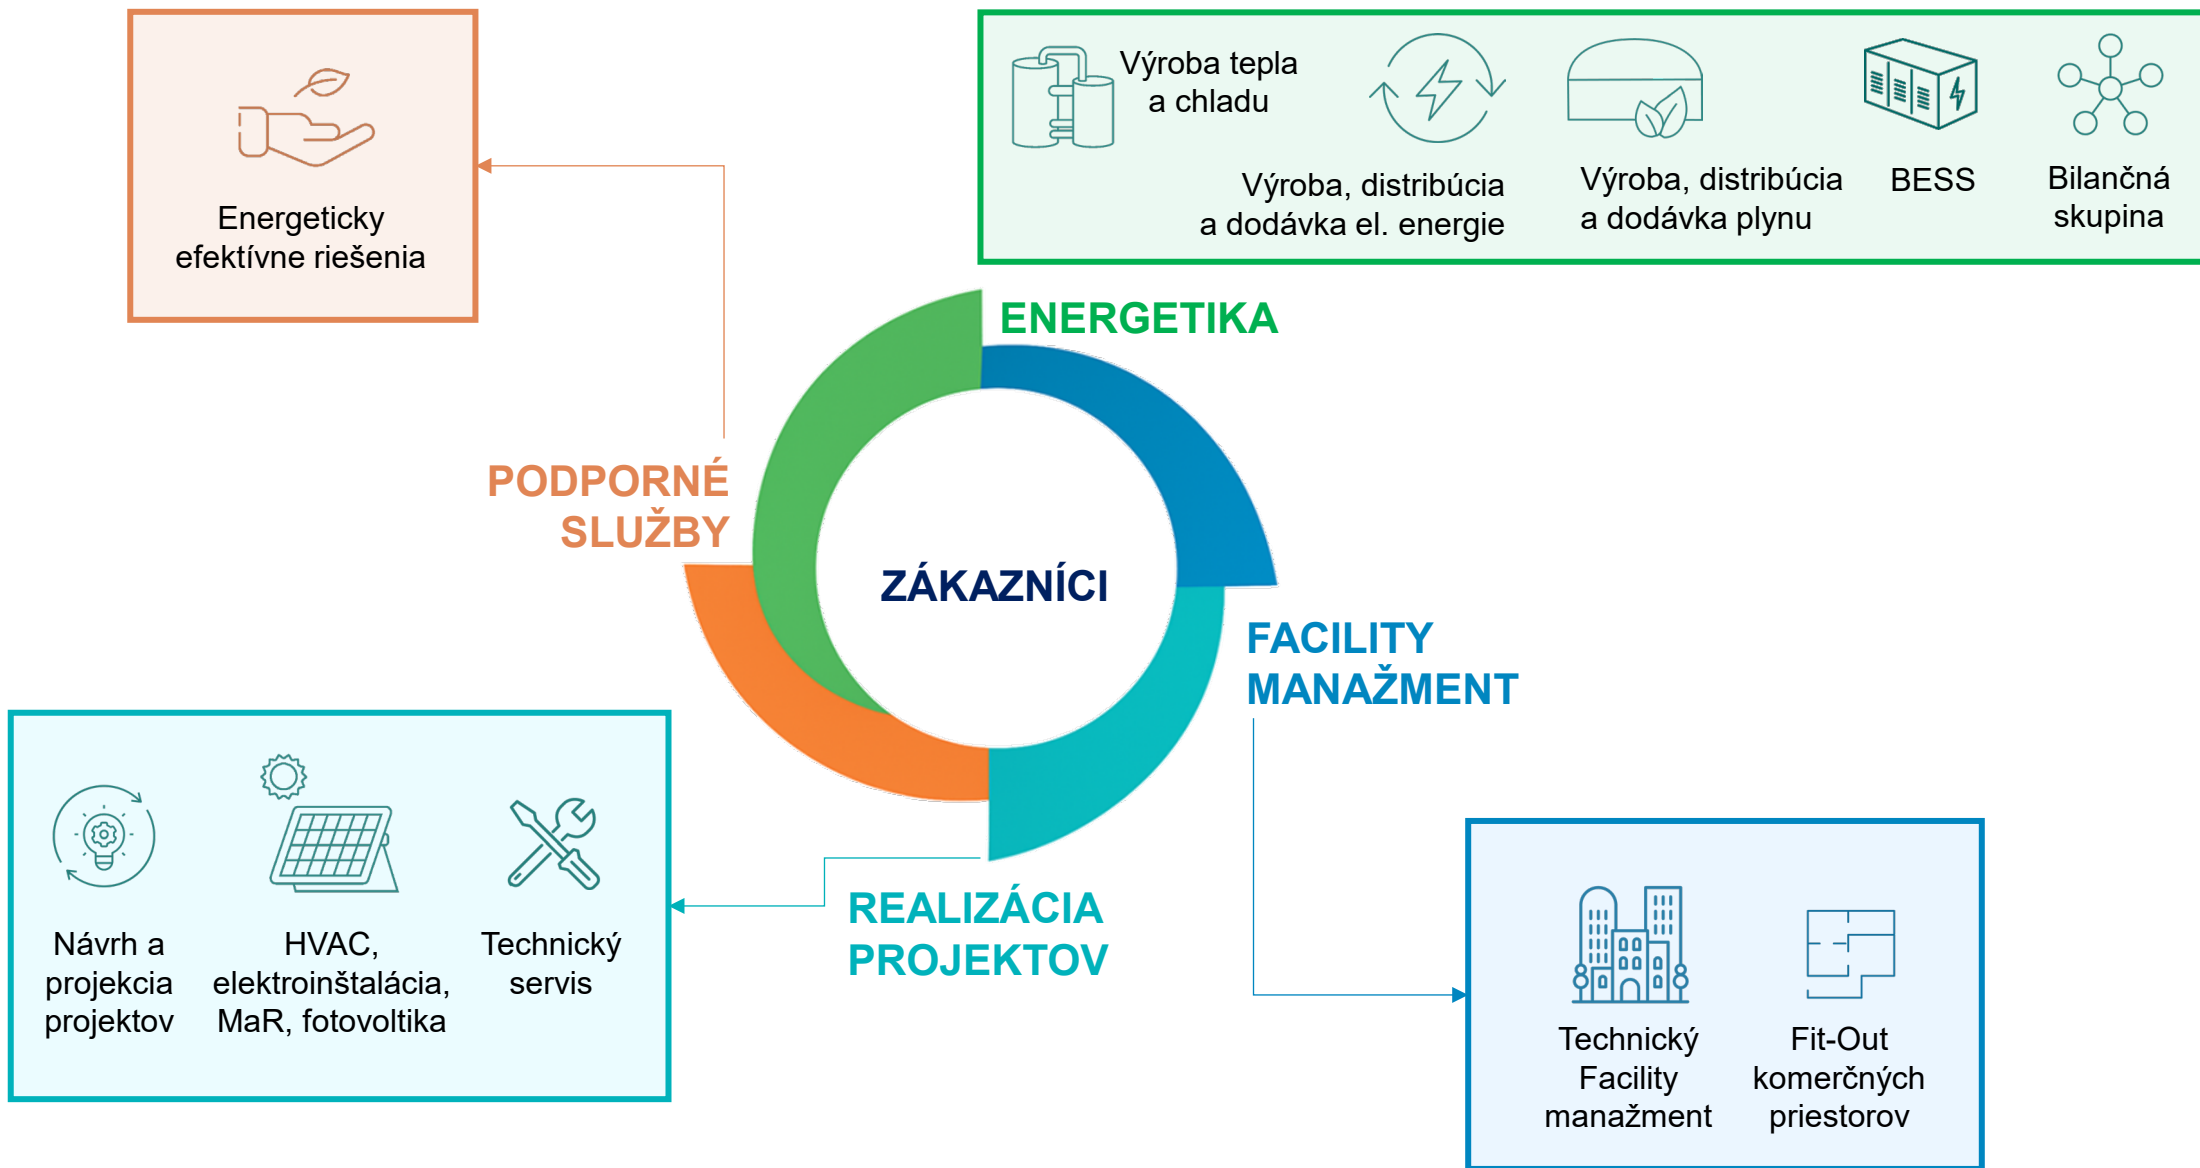 Energeticky
efektívne riešenia
Výroba tepla
a chladu
Výroba, distribúcia
a dodávka el. energie
Výroba, distribúcia
a dodávka plynu
BESS
Bilančná
skupina
ENERGETIKA
PODPORNÉ
SLUŽBY
ZÁKAZNÍCI
FACILITY
MANAŽMENT
REALIZÁCIA
PROJEKTOV
Návrh a
projekcia
projektov
HVAC,
elektroinštalácia,
MaR, fotovoltika
Technický
servis
Technický
Facility
manažment
Fit-Out
komerčných
priestorov